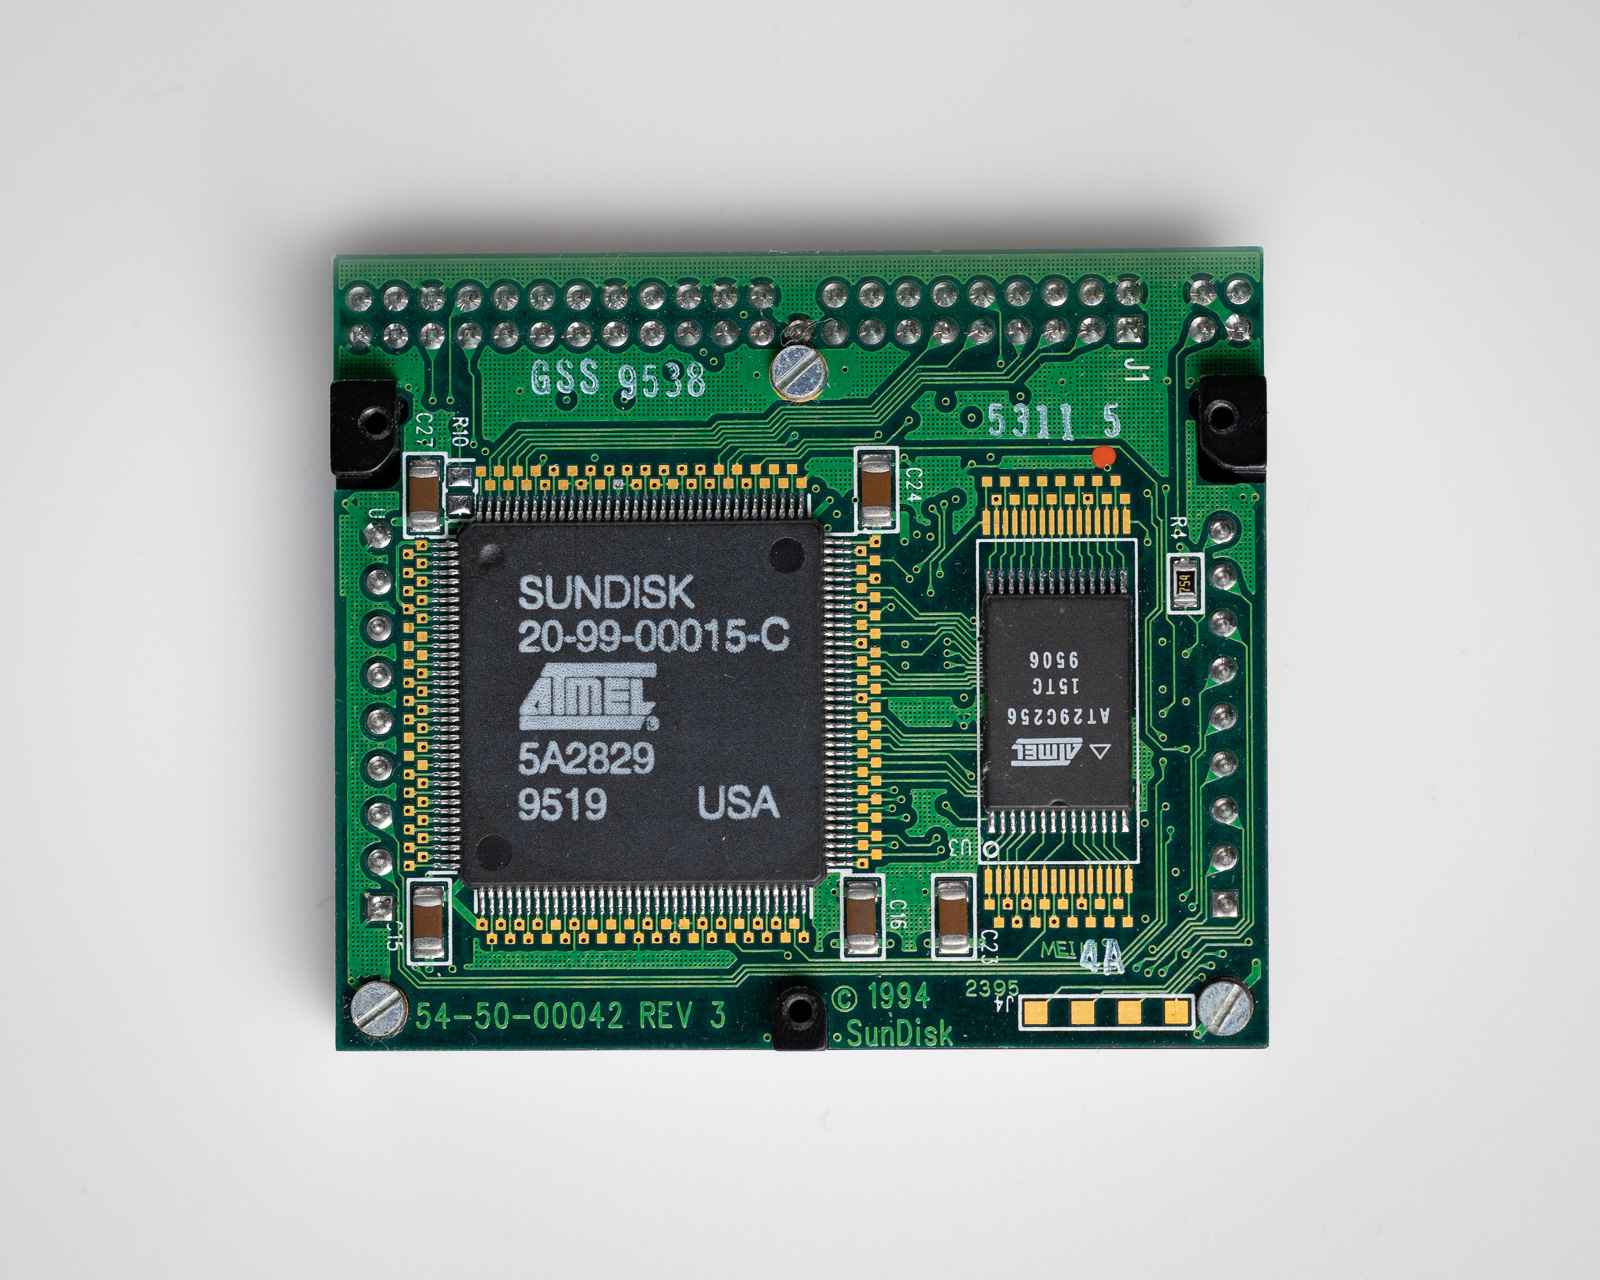 GSS 9538
J1
5311 5
C27
R10
C24
R4
U
SUNDISK
20-99-00015-C
ATMEL®
5A2829
9519 USA
754
ATMEL
AT29C256
15TC
9506
U3
C15
C16
C23
4A
2395
J4
54-50-00042 REV 3
© 1994
SunDisk